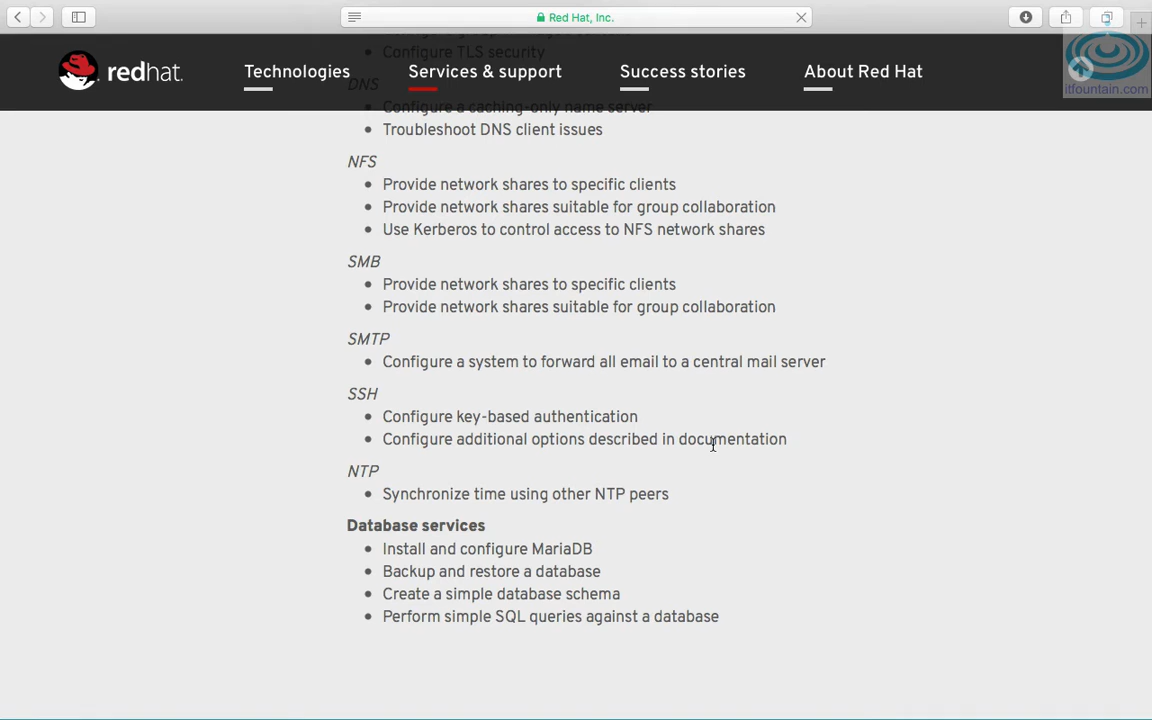 Red Hat, Inc.
redhat.
Technologies
Services & support
Success stories
About Red Hat
itfountain.com
Configure TLS security
DNS
Configure a caching-only name server
Troubleshoot DNS client issues
NFS
Provide network shares to specific clients
Provide network shares suitable for group collaboration
Use Kerberos to control access to NFS network shares
SMB
Provide network shares to specific clients
Provide network shares suitable for group collaboration
SMTP
Configure a system to forward all email to a central mail server
SSH
Configure key-based authentication
Configure additional options described in documentation
NTP
Synchronize time using other NTP peers
Database services
Install and configure MariaDB
Backup and restore a database
Create a simple database schema
Perform simple SQL queries against a database